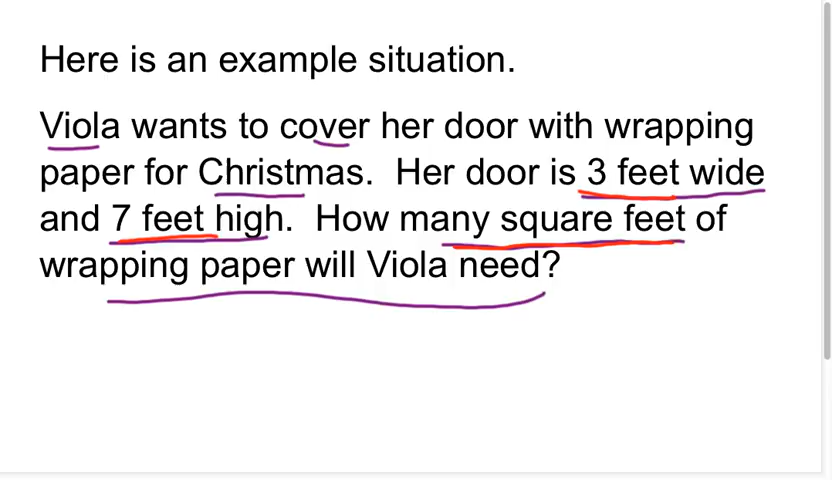 Here is an example situation.
Viola wants to cover her door with wrapping
paper for Christmas.  Her door is 3 feet wide
and 7 feet high.  How many square feet of
wrapping paper will Viola need?